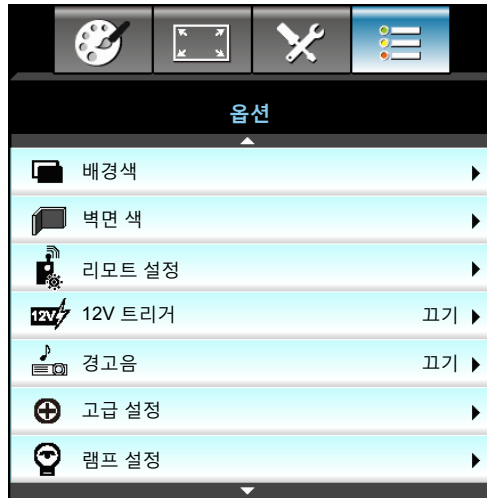 옵션
배경색
벽면 색
리모트 설정
12V 12V 트리거 끄기
경고음 끄기
고급 설정
램프 설정